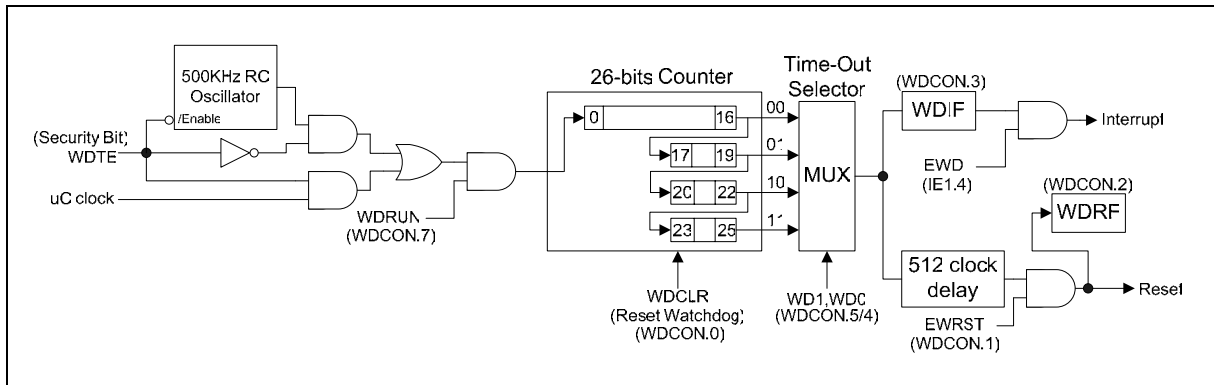 500KHz RC
Oscillator
/Enable
(Security Bit)
WDTE
uC clock
WDRUN
(WDCON.7)
26-bits Counter
0 16
17 19
20 22
23 25
00
01
10
11
WDCLR
(Reset Watchdog)
(WDCON.0)
Time-Out
Selector
MUX
WD1,WD0
(WDCON.5/4)
(WDCON.3)
WDIF
EWD
(IE1.4)
Interrupt
(WDCON.2)
WDRF
512 clock
delay
EWRST
(WDCON.1)
Reset